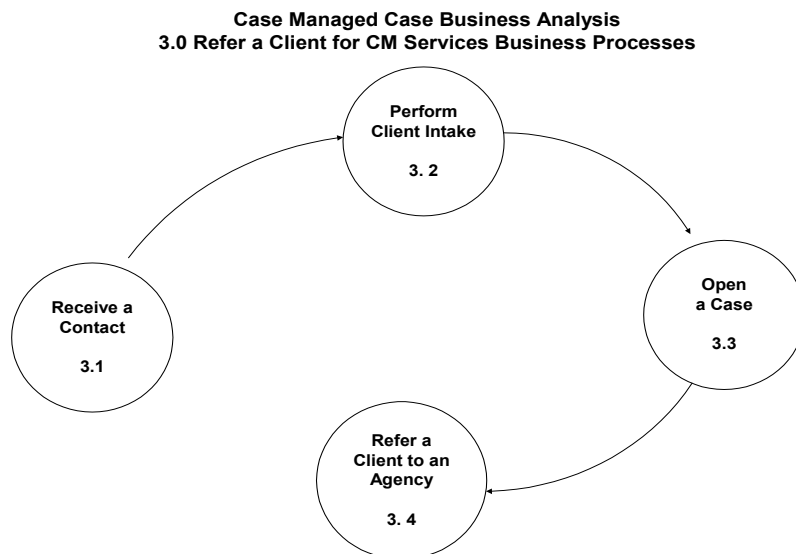 Case Managed Case Business Analysis
3.0 Refer a Client for CM Services Business Processes
Perform
Client Intake
3. 2
Receive a
Contact
3.1
Open
a Case
3.3
Refer a
Client to an
Agency
3. 4